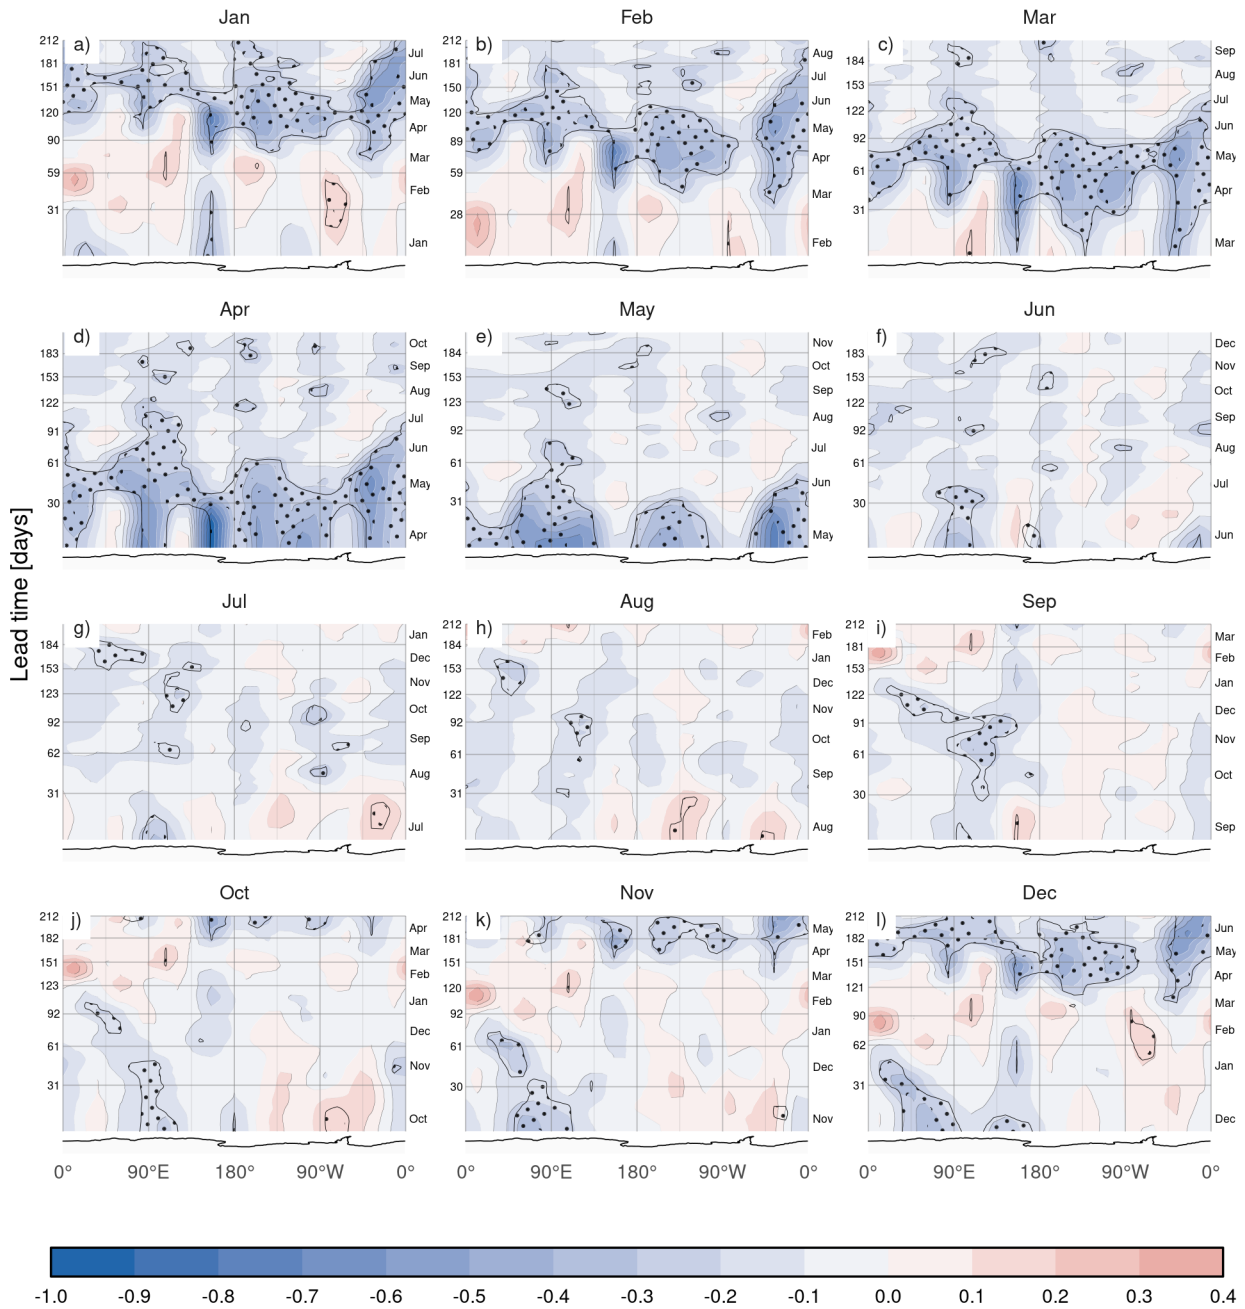 Jan Feb Mar
a) b) c)
212 181 151 120 90 59 31
Jul Jun May Apr Mar Feb Jan
212 181 150 120 89 59 28
Aug Jul Jun May Apr Mar Feb
184 153 122 92 61 31
Sep Aug Jul Jun May Apr Mar
Apr May Jun
d) e) f)
183 153 122 91 61 30
Oct Sep Aug Jul Jun May Apr
184 153 122 92 61 31
Nov Oct Sep Aug Jul Jun May
183 153 122 91 61 30
Dec Nov Oct Sep Aug Jul Jun
Lead time [days]
Jul Aug Sep
g) h) i)
212 184 153 123 92 62 31
Jan Dec Nov Oct Sep Aug Jul
212 184 153 122 92 61 31
Feb Jan Dec Nov Oct Sep Aug
212 181 153 122 91 61 30
Mar Feb Jan Dec Nov Oct Sep
Oct Nov Dec
j) k) l)
212 182 151 123 92 61 31
Apr Mar Feb Jan Dec Nov Oct
212 181 151 120 92 61 30
May Apr Mar Feb Jan Dec Nov
212 182 151 121 90 62 31
Jun May Apr Mar Feb Jan Dec
0° 90°E 180° 90°W 0° 0° 90°E 180° 90°W 0° 0° 90°E 180° 90°W 0°
-1.0 -0.9 -0.8 -0.7 -0.6 -0.5 -0.4 -0.3 -0.2 -0.1 0.0 0.1 0.2 0.3 0.4